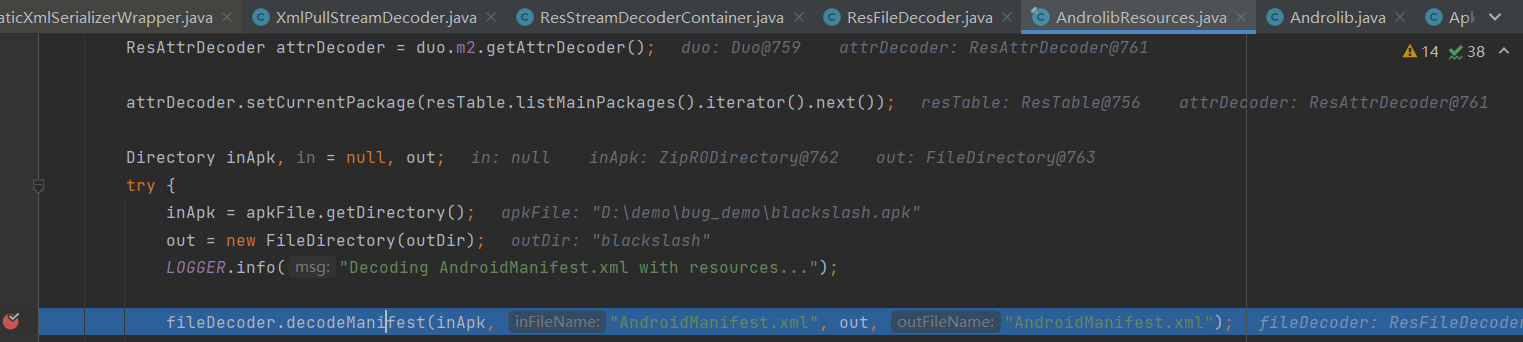 aticXmlSerializerWrapper.java XmlPullStreamDecoder.java ResStreamDecoderContainer.java ResFileDecoder.java AndrolibResources.java Androlib.java Apk
ResAttrDecoder attrDecoder = duo.m2.getAttrDecoder(); duo: Duo@759 attrDecoder: ResAttrDecoder@761
14 38
attrDecoder.setCurrentPackage(resTable.listMainPackages().iterator().next()); resTable: ResTable@756 attrDecoder: ResAttrDecoder@761
Directory inApk, in = null, out; in: null inApk: ZipRODirectory@762 out: FileDirectory@763
try {
inApk = apkFile.getDirectory(); apkFile: "D:\demo\bug_demo\blackslash.apk"
out = new FileDirectory(outDir); outDir: "blackslash"
LOGGER.info( msg: "Decoding AndroidManifest.xml with resources...");
fileDecoder.decodeManifest(inApk, inFileName: "AndroidManifest.xml", out, outFileName: "AndroidManifest.xml"); fileDecoder: ResFileDecoder